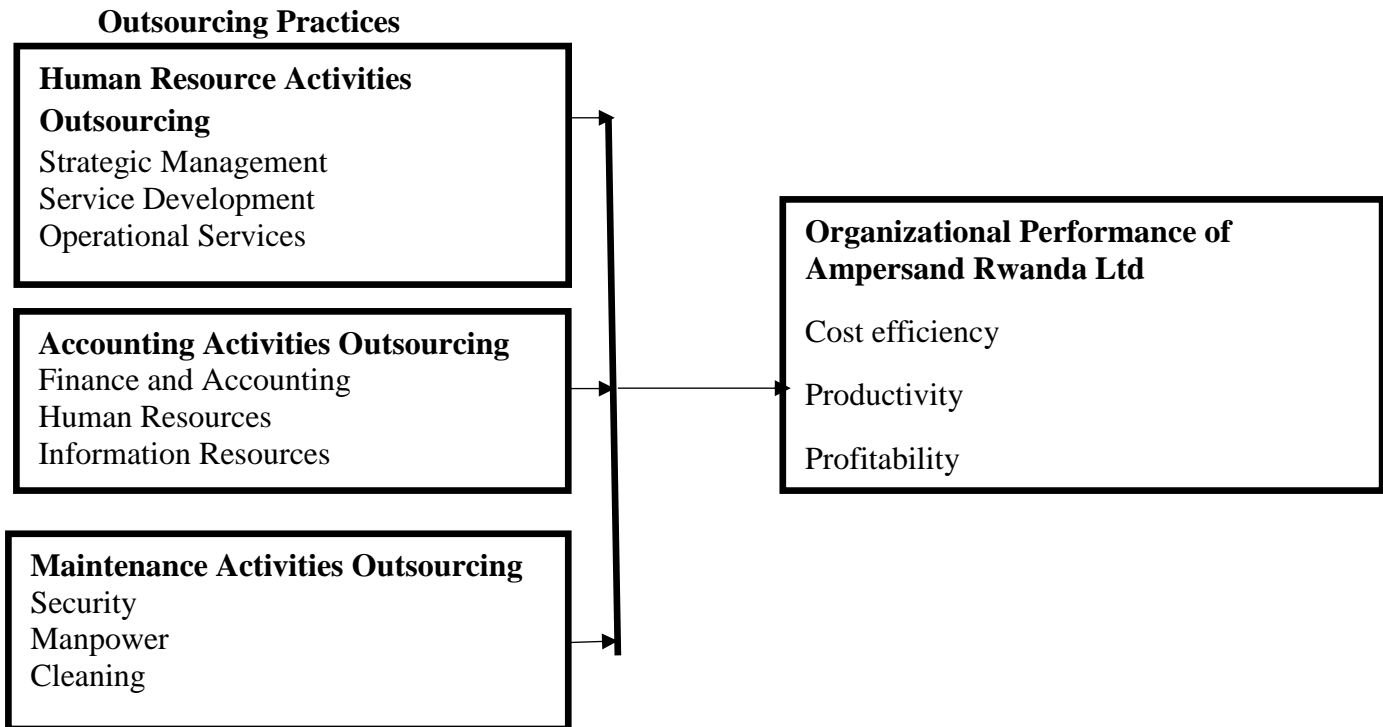 Outsourcing Practices
Human Resource Activities
Outsourcing
Strategic Management
Service Development
Operational Services
Accounting Activities Outsourcing
Finance and Accounting
Human Resources
Information Resources
Maintenance Activities Outsourcing
Security
Manpower
Cleaning
Organizational Performance of
Ampersand Rwanda Ltd
Cost efficiency
Productivity
Profitability